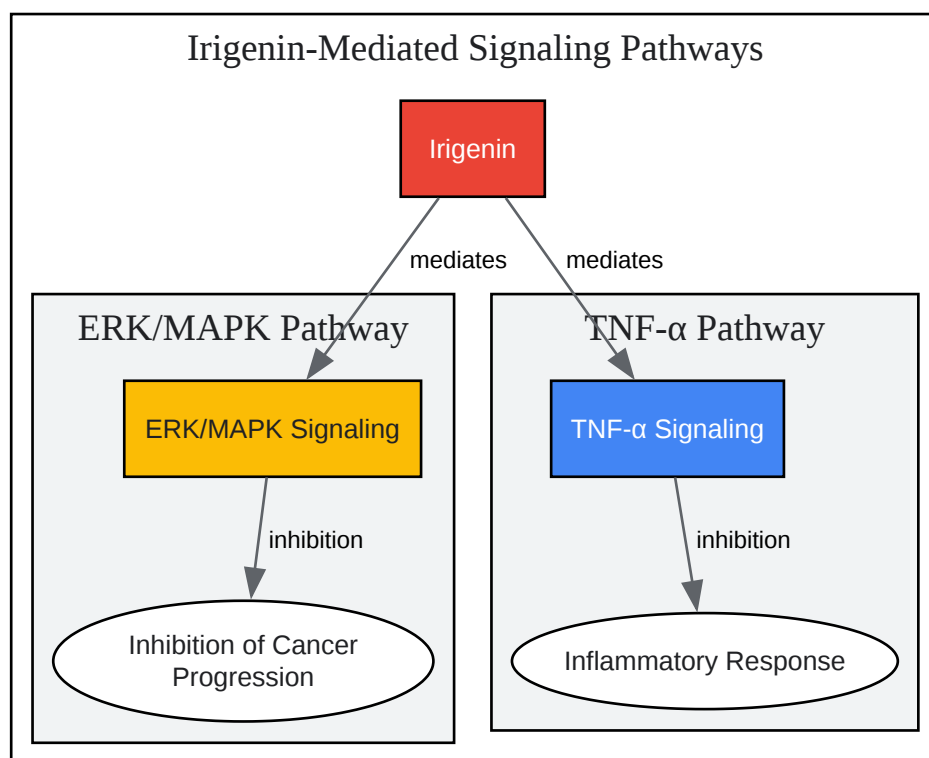 Irigenin-Mediated Signaling Pathways
Irigenin
mediates
mediates
ERK/MAPK Pathway
TNF-α Pathway
ERK/MAPK Signaling
TNF-α Signaling
inhibition
inhibition
Inhibition of Cancer
Progression
Inflammatory Response